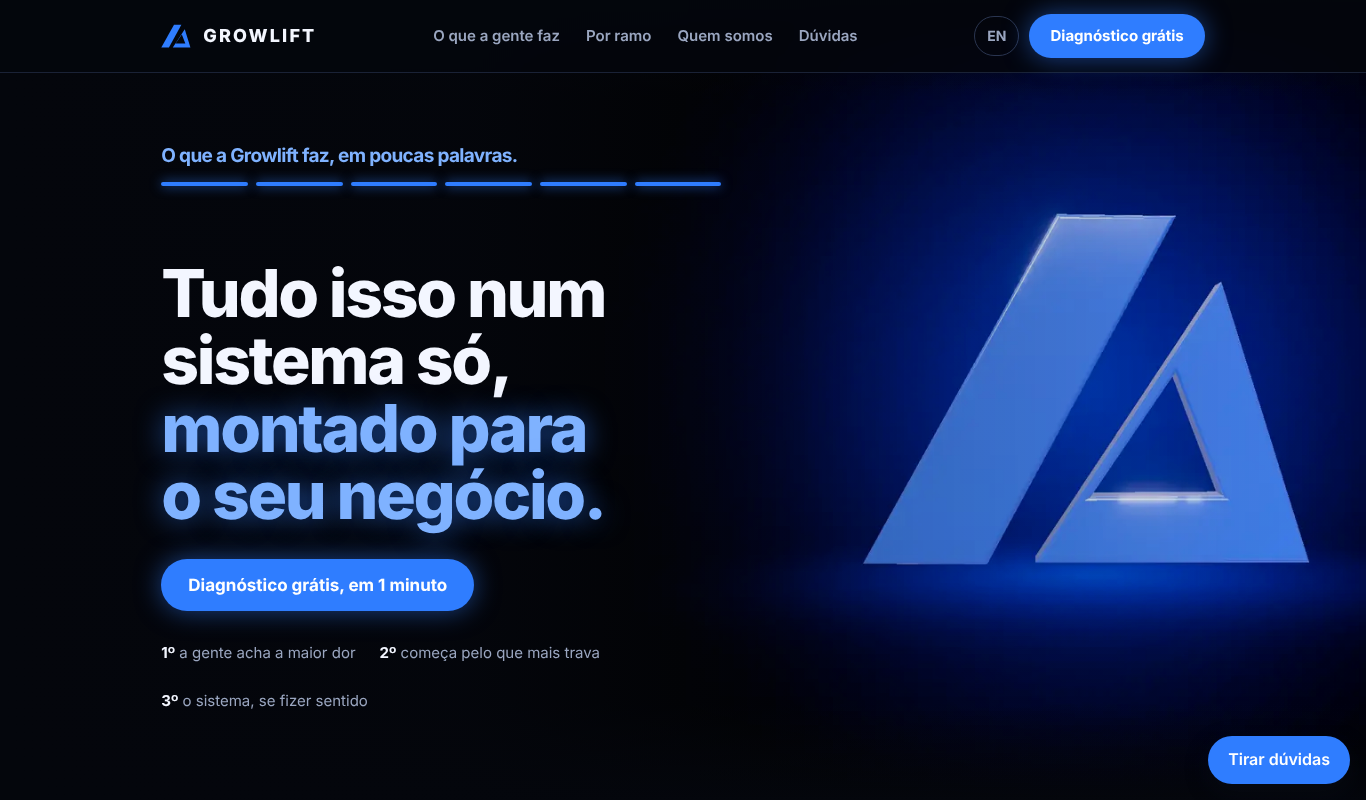 GROWLIFT
O que a gente faz
Por ramo
Quem somos
Dúvidas
EN
Diagnóstico grátis
O que a Growlift faz, em poucas palavras.
Tudo isso num
sistema só,
montado para
o seu negócio.
Diagnóstico grátis, em 1 minuto
1º a gente acha a maior dor
2º começa pelo que mais trava
3º o sistema, se fizer sentido
Tirar dúvidas